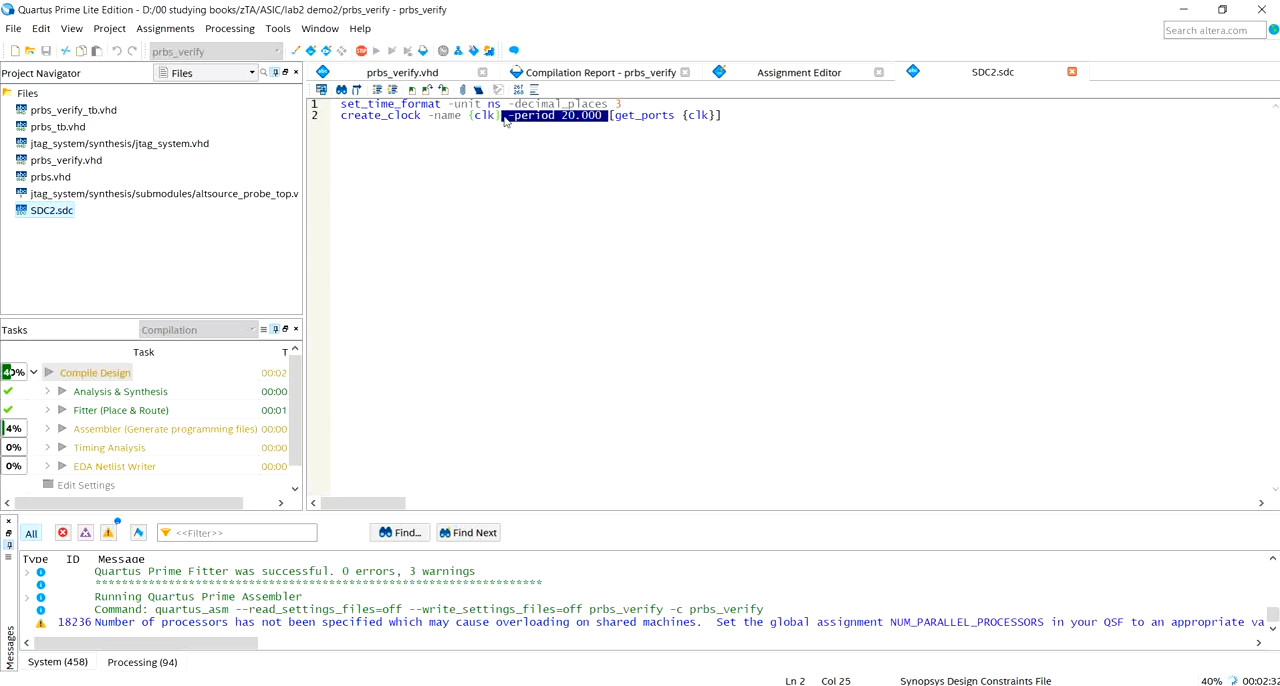 Quartus Prime Lite Edition - D:/00 studying books/zTA/ASIC/lab2 demo2/prbs_verify - prbs_verify
File Edit View Project Assignments Processing Tools Window Help
Search altera.com
prbs_verify
Project Navigator Files
prbs_verify.vhd Compilation Report - prbs_verify Assignment Editor SDC2.sdc
Files
prbs_verify_tb.vhd
prbs_tb.vhd
jtag_system/synthesis/jtag_system.vhd
prbs_verify.vhd
prbs.vhd
jtag_system/synthesis/submodules/altsource_probe_top.v
SDC2.sdc
1 set_time_format -unit ns -decimal_places 3
2 create_clock -name {clk} -period 20.000 [get_ports {clk}]
Tasks Compilation
Task T
40% Compile Design 00:02
Analysis & Synthesis 00:00
Fitter (Place & Route) 00:01
4% Assembler (Generate programming files) 00:00
0% Timing Analysis 00:00
0% EDA Netlist Writer 00:00
Edit Settings
All <<Filter>> Find... Find Next
Type ID Message
Quartus Prime Fitter was successful. 0 errors, 3 warnings
********************************************************************
Running Quartus Prime Assembler
Command: quartus_asm --read_settings_files=off --write_settings_files=off prbs_verify -c prbs_verify
18236 Number of processors has not been specified which may cause overloading on shared machines. Set the global assignment NUM_PARALLEL_PROCESSORS in your QSF to an appropriate va
Messages
System (458) Processing (94)
Ln 2 Col 25 Synopsys Design Constraints File 40% 00:02:32